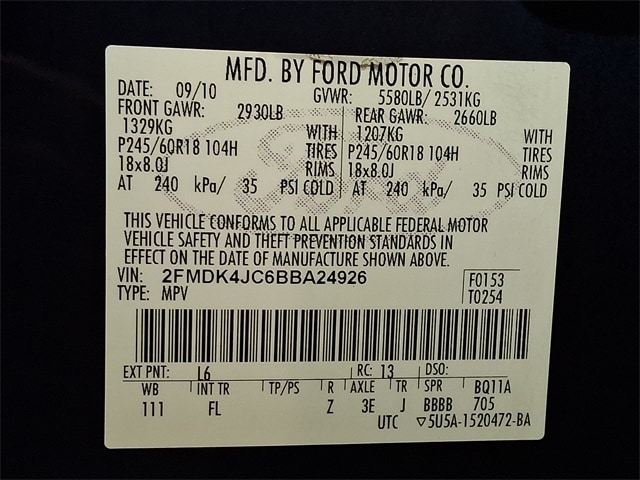 MFD. BY FORD MOTOR CO.
DATE: 09/10 GVWR: 5580LB/ 2531KG
FRONT GAWR: 2930LB REAR GAWR: 2660LB
1329KG WITH 1207KG WITH
P245/60R18 104H TIRES P245/60R18 104H TIRES
18x8.0J RIMS 18x8.0J RIMS
AT 240 kPa/ 35 PSI COLD AT 240 kPa/ 35 PSI COLD
Ford
THIS VEHICLE CONFORMS TO ALL APPLICABLE FEDERAL MOTOR
VEHICLE SAFETY AND THEFT PREVENTION STANDARDS IN
EFFECT ON THE DATE OF MANUFACTURE SHOWN ABOVE.
VIN: 2FMDK4JC6BBA24926 F0153
TYPE: MPV T0254
EXT PNT: L6 RC: 13 DSO:
WB INT TR TP/PS R AXLE TR SPR BQ11A
111 FL Z 3E J BBBB 705
UTC ▽5U5A-1520472-BA